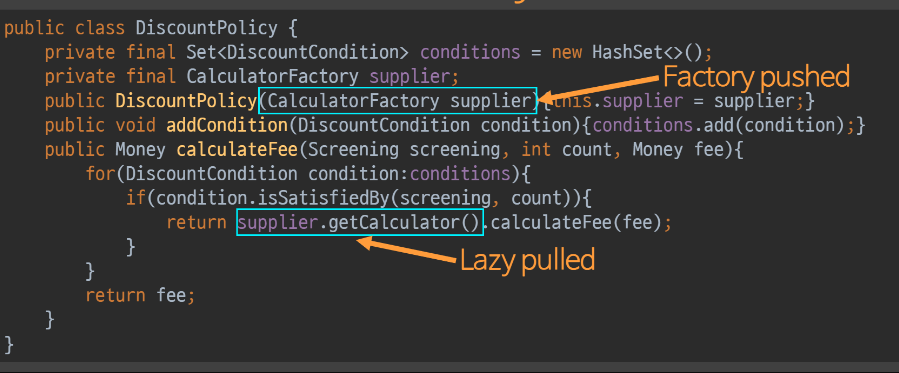 public class DiscountPolicy {
private final Set<DiscountCondition> conditions = new HashSet<>();
private final CalculatorFactory supplier;
Factory pushed
public DiscountPolicy(CalculatorFactory supplier){this.supplier = supplier;}
public void addCondition(DiscountCondition condition){conditions.add(condition);}
public Money calculateFee(Screening screening, int count, Money fee){
for(DiscountCondition condition:conditions){
if(condition.isSatisfiedBy(screening, count)){
return supplier.getCalculator().calculateFee(fee);
}
Lazy pulled
}
return fee;
}
}